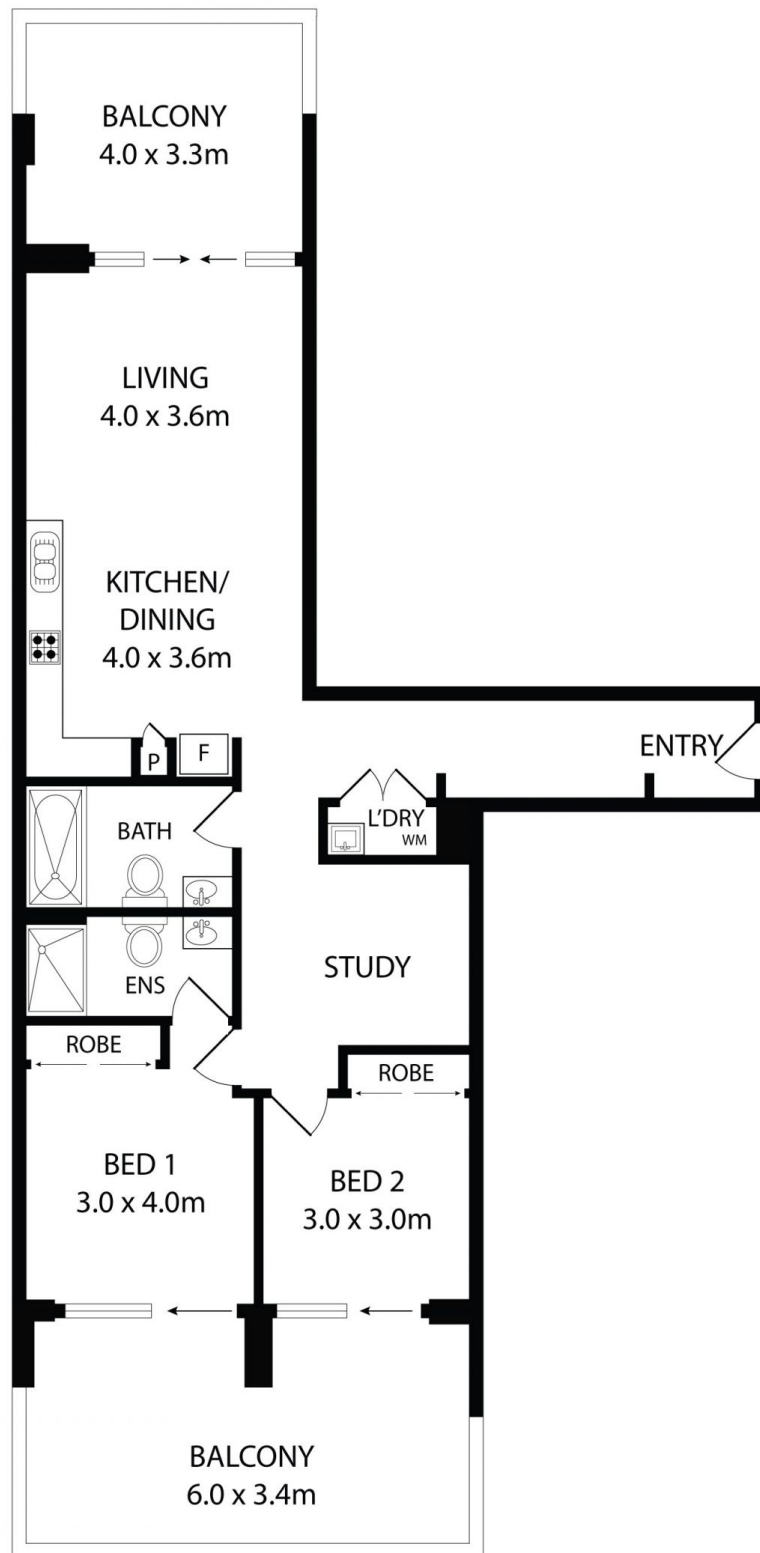 BALCONY
4.0 x 3.3m
LIVING
4.0 x 3.6m
KITCHEN/
DINING
4.0 x 3.6m
P
F
ENTRY
BATH
L'DRY
WM
STUDY
ENS
ROBE
ROBE
BED 1
3.0 x 4.0m
BED 2
3.0 x 3.0m
BALCONY
6.0 x 3.4m